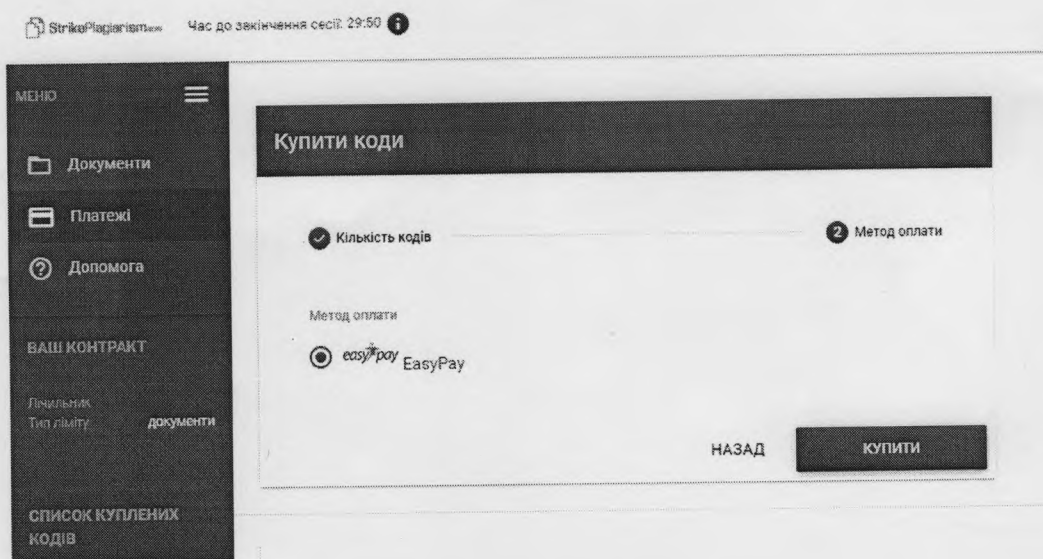 StrikePlagiarism.com Час до закінчення сесії: 29:50 i
МЕНЮ
Документи
Платежі
Допомога
ВАШ КОНТРАКТ
Лічильник
Тип ліміту документи
СПИСОК КУПЛЕНИХ
КОДІВ
Купити коди
Кількість кодів
2 Метод оплати
Метод оплати
easypay EasyPay
НАЗАД КУПИТИ